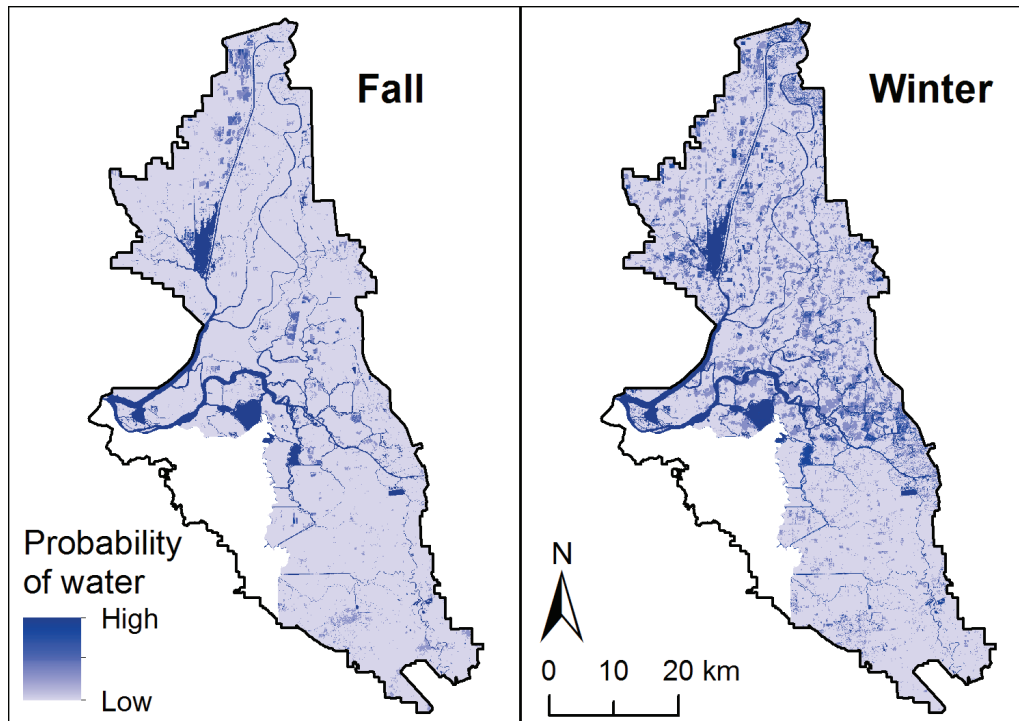 Fall
Winter
Probability
of water
High
Low
N
0 10 20 km